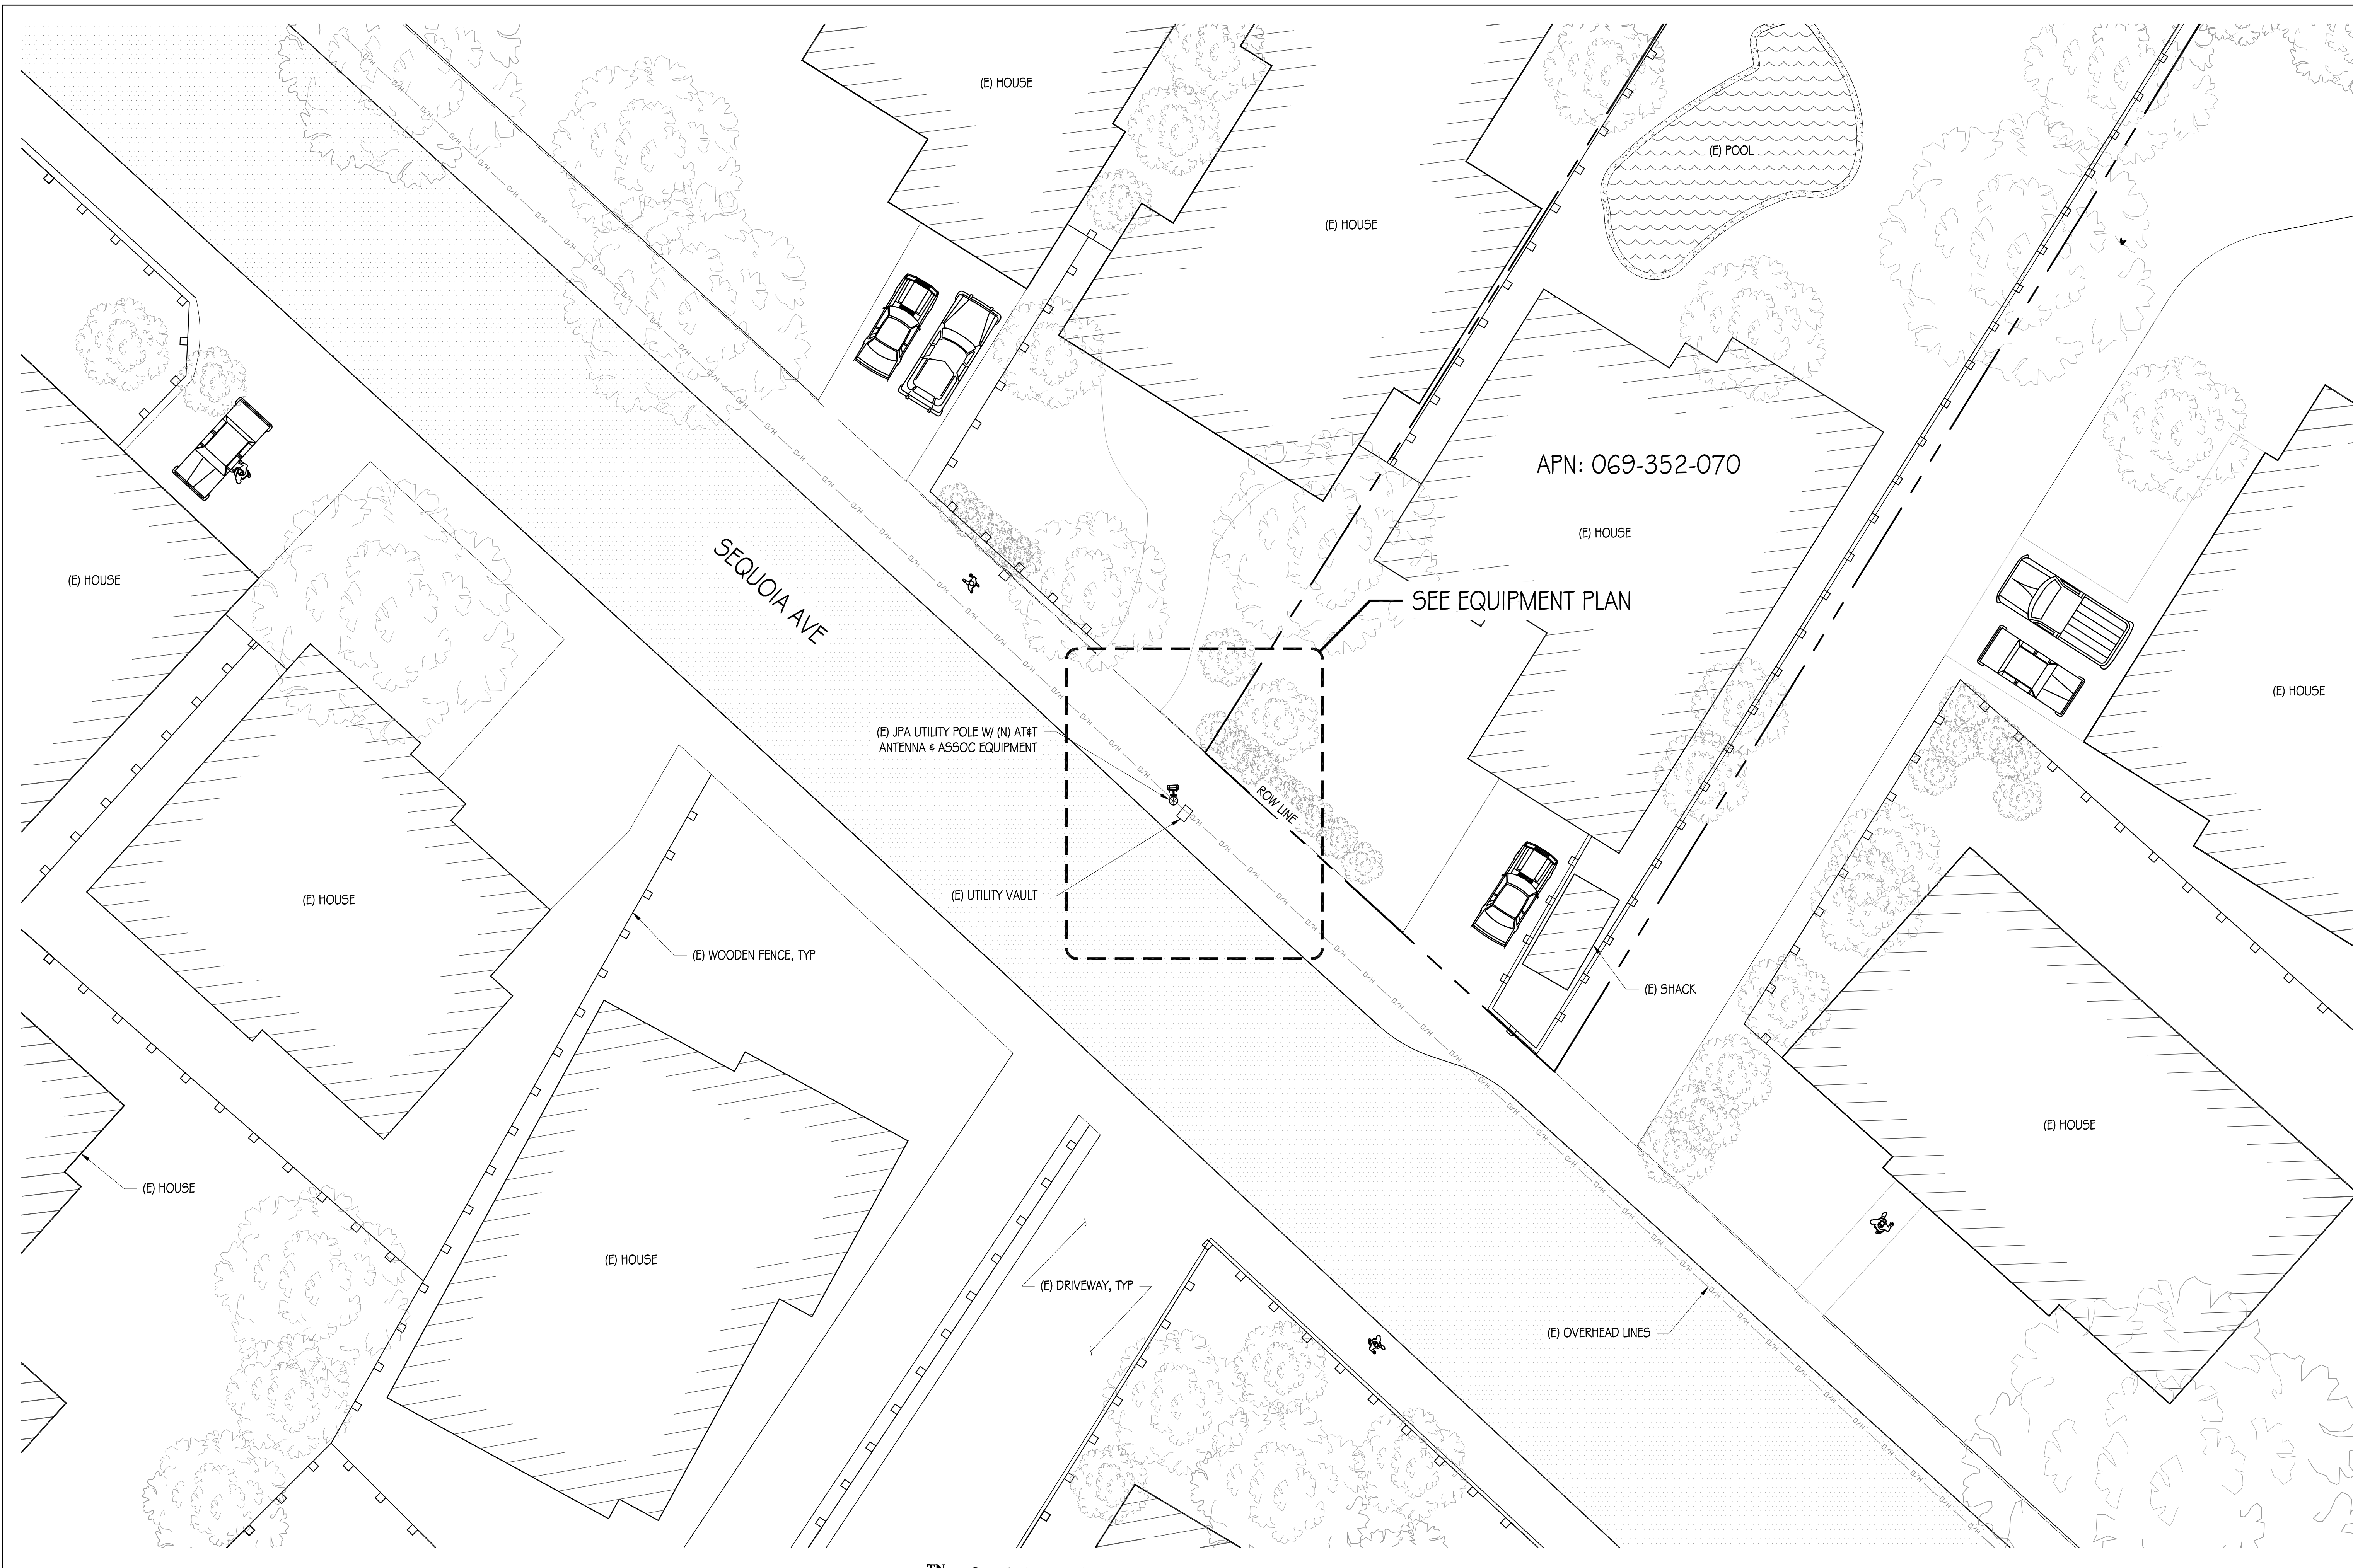 (E) HOUSE
(E) POOL
(E) HOUSE
APN: 069-352-070
(E) HOUSE
SEQUOIA AVE
(E) HOUSE
SEE EQUIPMENT PLAN
(E) HOUSE
(E) JPA UTILITY POLE W/ (N) AT&T
ANTENNA & ASSOC EQUIPMENT
ROW LINE
(E) UTILITY VAULT
(E) HOUSE
(E) WOODEN FENCE, TYP
(E) SHACK
(E) HOUSE
(E) HOUSE
(E) HOUSE
(E) DRIVEWAY, TYP
(E) OVERHEAD LINES
O/H
TN